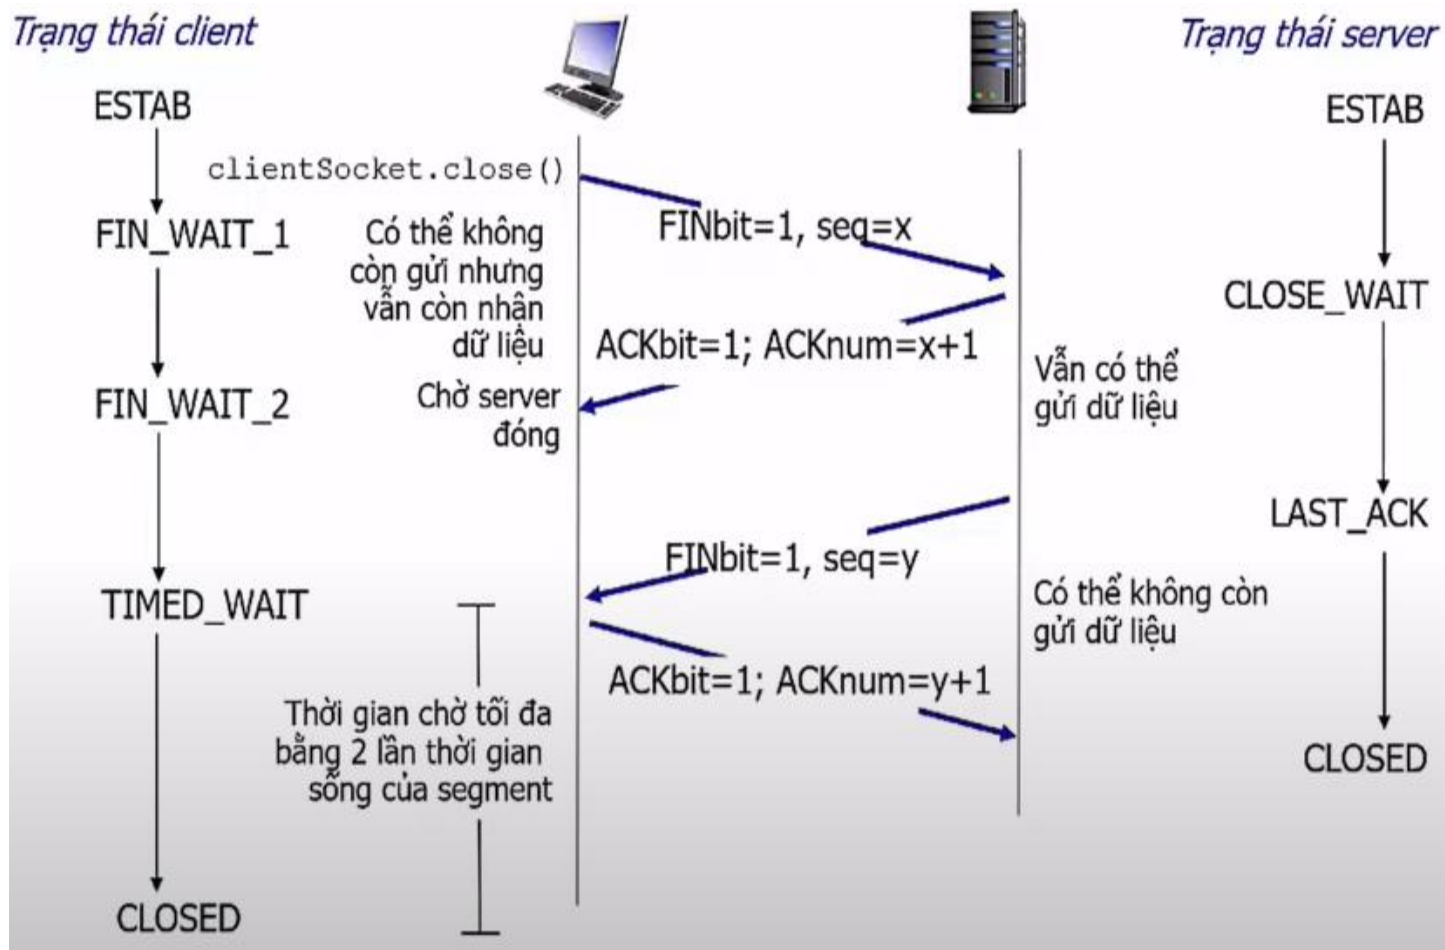 Trạng thái client
Trạng thái server
ESTAB
ESTAB
clientSocket.close()
FIN_WAIT_1
Có thể không
còn gửi nhưng
vẫn còn nhận
dữ liệu
FINbit=1, seq=x
CLOSE_WAIT
ACKbit=1; ACKnum=x+1
Vẫn có thể
gửi dữ liệu
FIN_WAIT_2
Chờ server
đóng
LAST_ACK
FINbit=1, seq=y
TIMED_WAIT
Có thể không còn
gửi dữ liệu
ACKbit=1; ACKnum=y+1
Thời gian chờ tối đa
bằng 2 lần thời gian
sống của segment
CLOSED
CLOSED